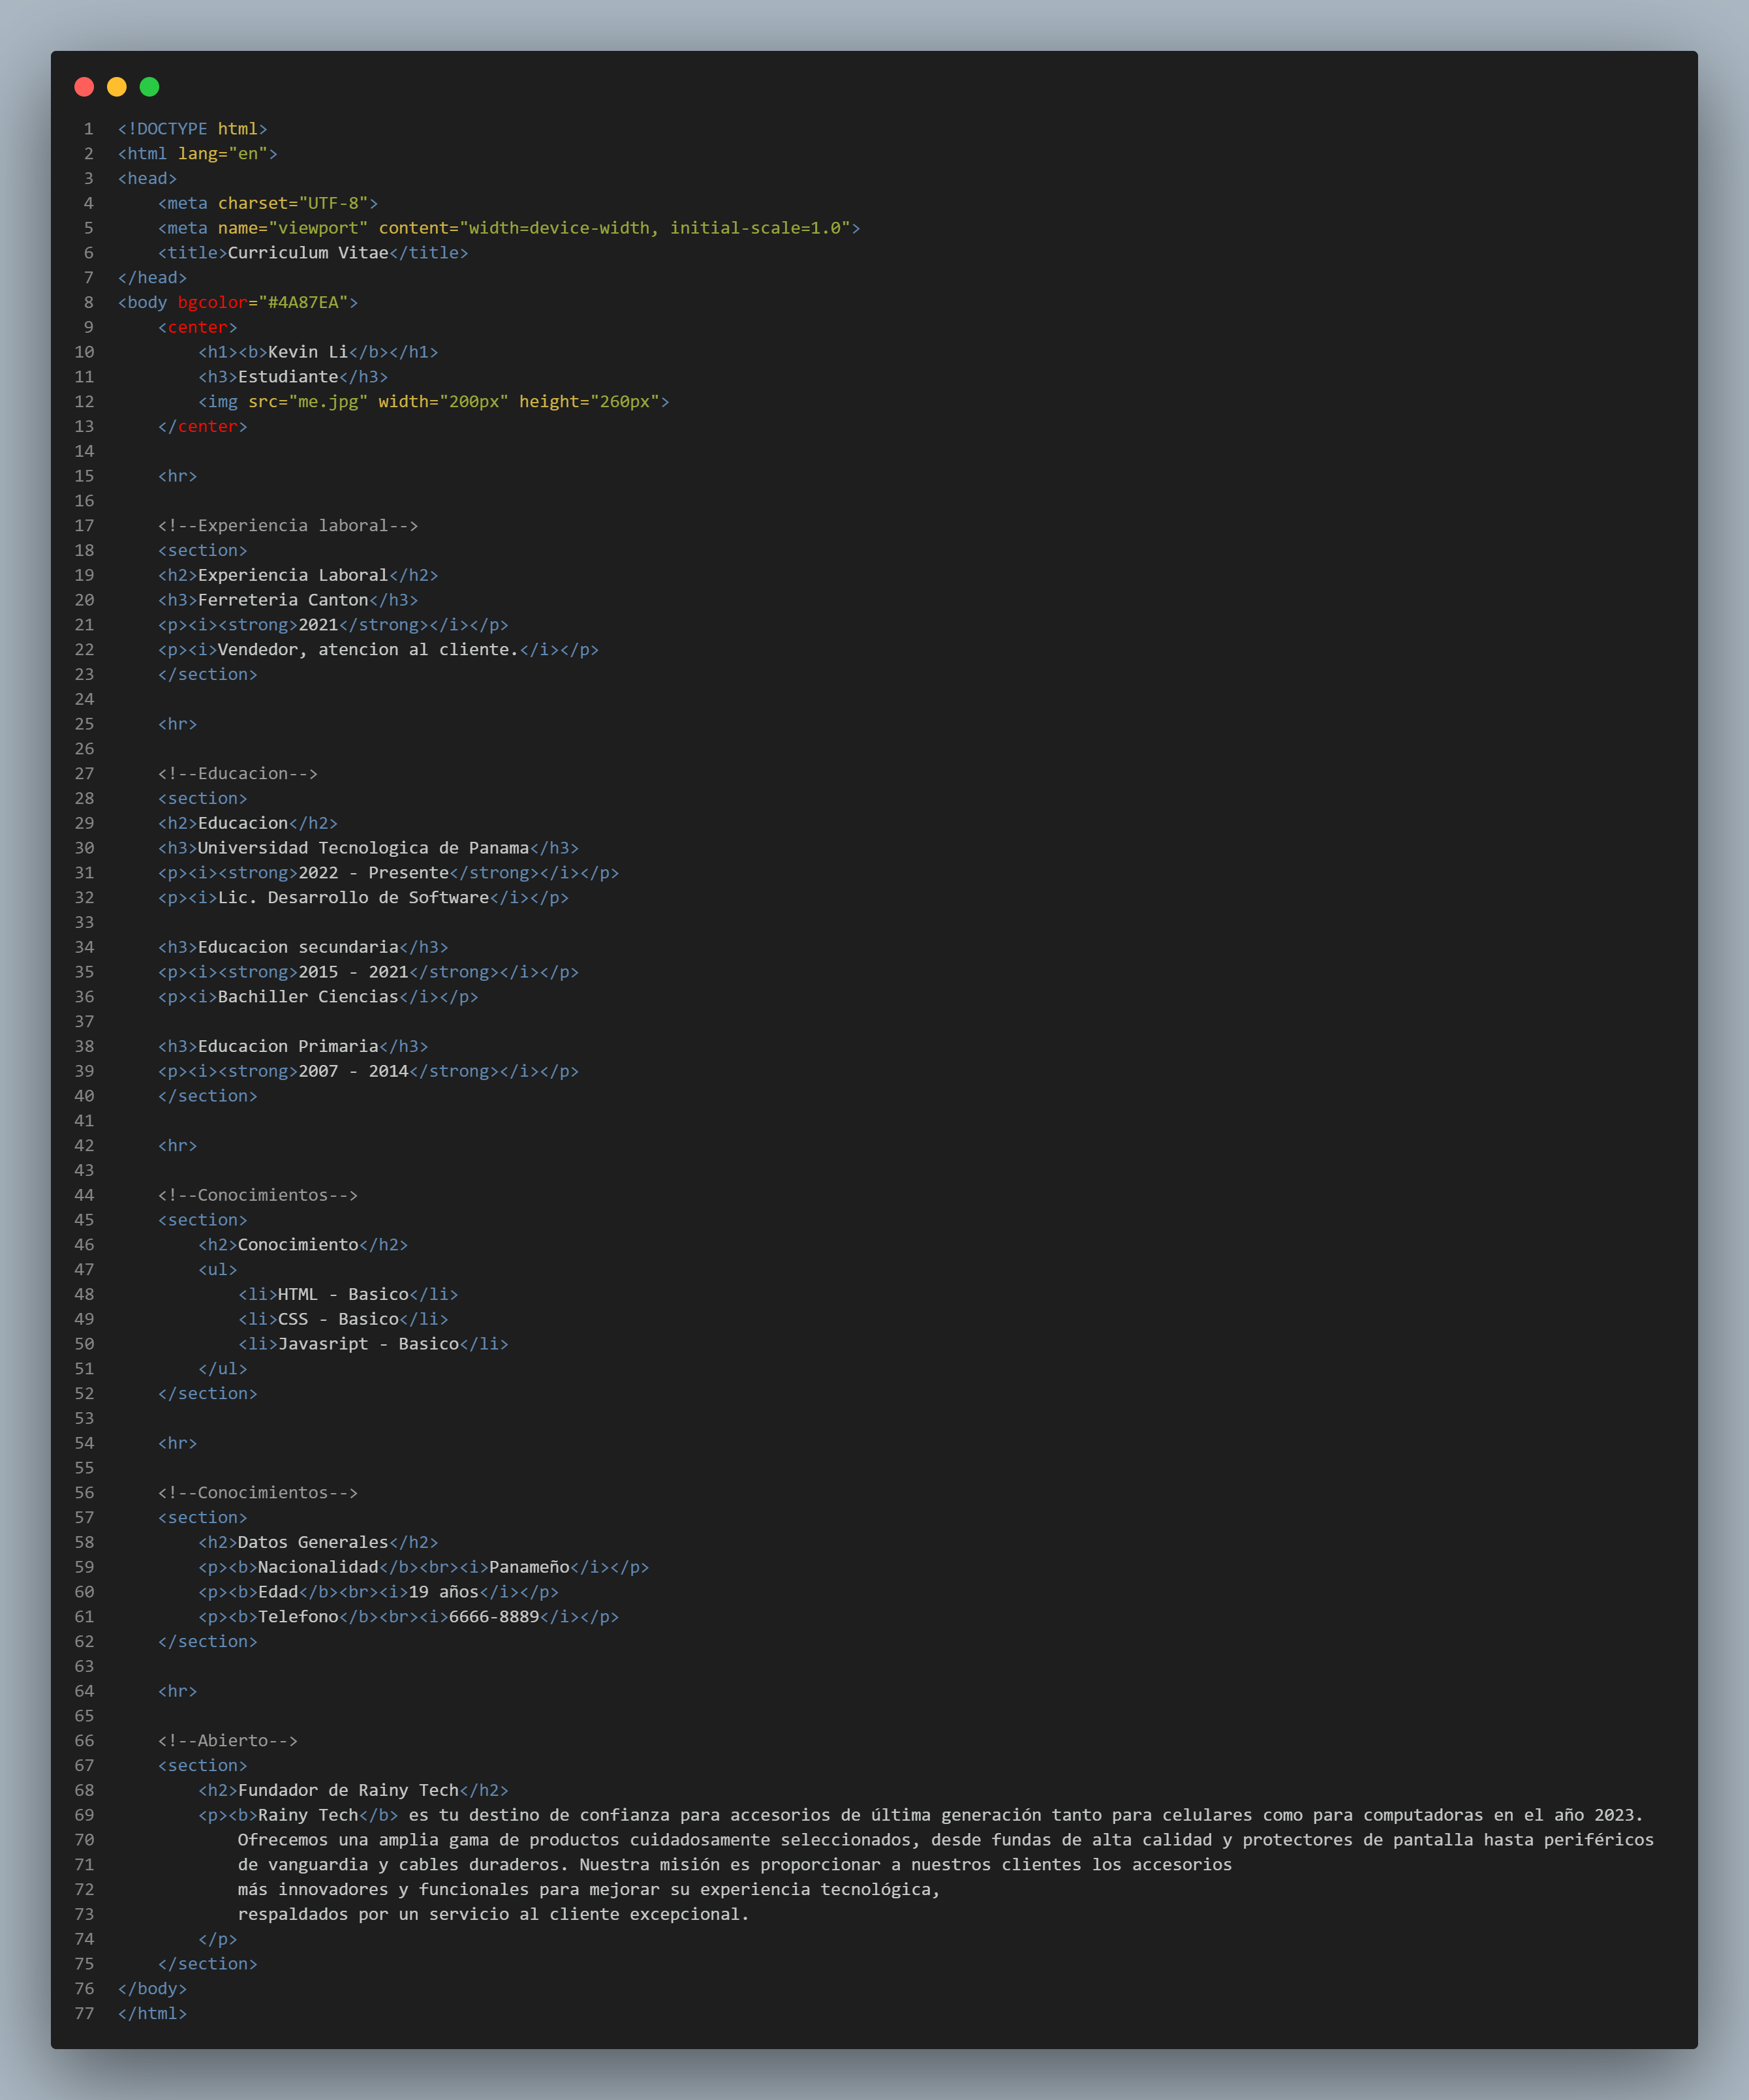 1 <!DOCTYPE html>
2 <html lang="en">
3 <head>
4     <meta charset="UTF-8">
5     <meta name="viewport" content="width=device-width, initial-scale=1.0">
6     <title>Curriculum Vitae</title>
7 </head>
8 <body bgcolor="#4A87EA">
9     <center>
10         <h1><b>Kevin Li</b></h1>
11         <h3>Estudiante</h3>
12         <img src="me.jpg" width="200px" height="260px">
13     </center>
14
15     <hr>
16
17     <!--Experiencia laboral-->
18     <section>
19     <h2>Experiencia Laboral</h2>
20     <h3>Ferreteria Canton</h3>
21     <p><i><strong>2021</strong></i></p>
22     <p><i>Vendedor, atencion al cliente.</i></p>
23     </section>
24
25     <hr>
26
27     <!--Educacion-->
28     <section>
29     <h2>Educacion</h2>
30     <h3>Universidad Tecnologica de Panama</h3>
31     <p><i><strong>2022 - Presente</strong></i></p>
32     <p><i>Lic. Desarrollo de Software</i></p>
33
34     <h3>Educacion secundaria</h3>
35     <p><i><strong>2015 - 2021</strong></i></p>
36     <p><i>Bachiller Ciencias</i></p>
37
38     <h3>Educacion Primaria</h3>
39     <p><i><strong>2007 - 2014</strong></i></p>
40     </section>
41
42     <hr>
43
44     <!--Conocimientos-->
45     <section>
46         <h2>Conocimiento</h2>
47         <ul>
48             <li>HTML - Basico</li>
49             <li>CSS - Basico</li>
50             <li>Javasript - Basico</li>
51         </ul>
52     </section>
53
54     <hr>
55
56     <!--Conocimientos-->
57     <section>
58         <h2>Datos Generales</h2>
59         <p><b>Nacionalidad</b><br><i>Panameño</i></p>
60         <p><b>Edad</b><br><i>19 años</i></p>
61         <p><b>Telefono</b><br><i>6666-8889</i></p>
62     </section>
63
64     <hr>
65
66     <!--Abierto-->
67     <section>
68         <h2>Fundador de Rainy Tech</h2>
69         <p><b>Rainy Tech</b> es tu destino de confianza para accesorios de última generación tanto para celulares como para computadoras en el año 2023.
70             Ofrecemos una amplia gama de productos cuidadosamente seleccionados, desde fundas de alta calidad y protectores de pantalla hasta periféricos
71             de vanguardia y cables duraderos. Nuestra misión es proporcionar a nuestros clientes los accesorios
72             más innovadores y funcionales para mejorar su experiencia tecnológica,
73             respaldados por un servicio al cliente excepcional.
74         </p>
75     </section>
76 </body>
77 </html>